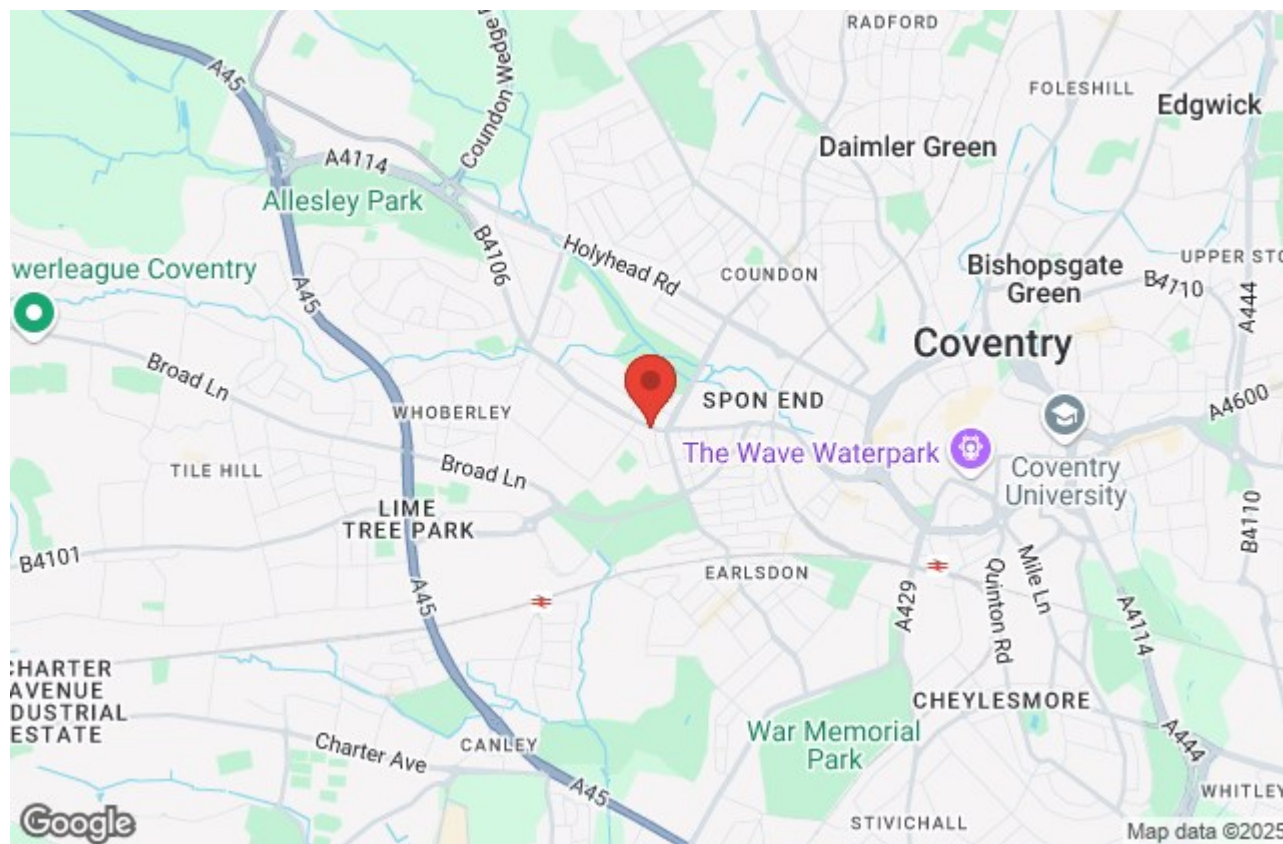 RADFORD
FOLESHILL
Edgwick
A45
Coundon Wedge
A4114
Daimler Green
Allesley Park
B4106
Holyhead Rd
COUNDON
Bishopsgate
Green
UPPER STO
B4110
A444
werleague Coventry
A45
Coventry
Broad Ln
WHOBERLEY
SPON END
A4600
The Wave Waterpark
Coventry
University
TILE HILL
Broad Ln
LIME
TREE PARK
B4110
B4101
EARLSDON
A45
A429
Quinton Rd
Mile Ln
A4114
CHARTER
AVENUE
DUSTRIAL
ESTATE
CHEYLESMORE
War Memorial
Park
Charter Ave
CANLEY
A444
A45
WHITLEY
STIVICHALL
Google
Map data ©2025